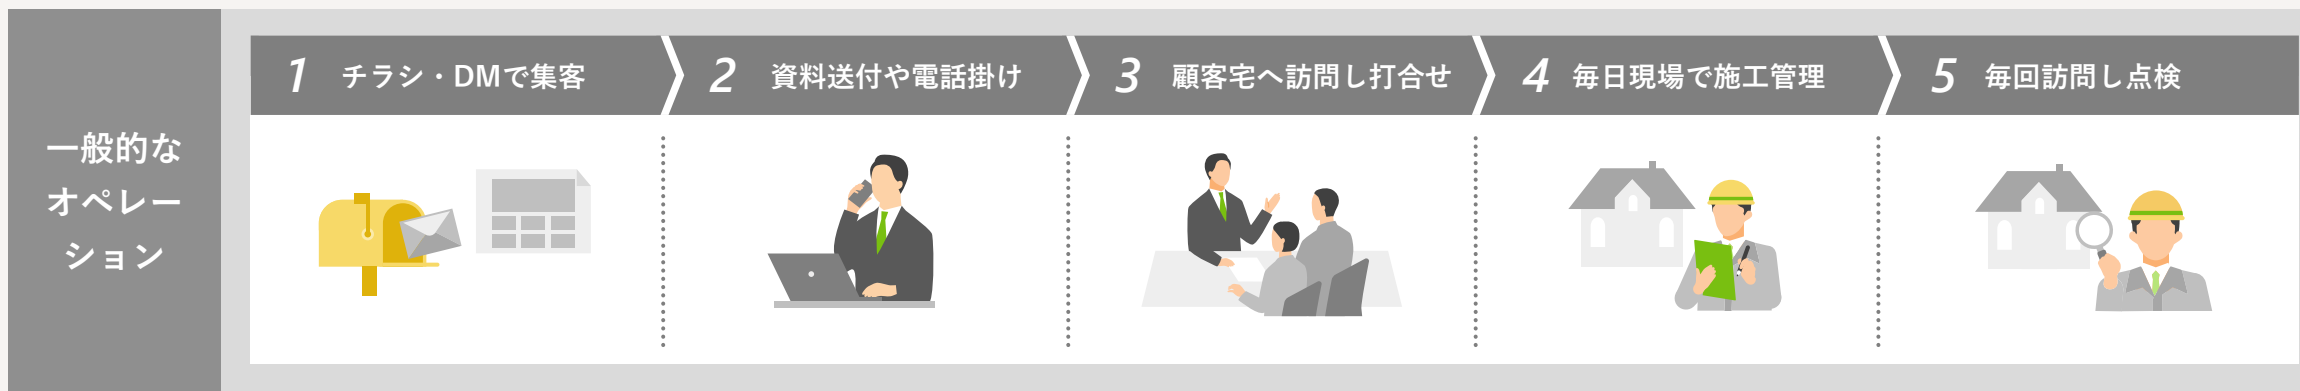 一般的な
オペレー
ション
1 チラシ・DMで集客
2 資料送付や電話掛け
3 顧客宅へ訪問し打合せ
4 毎日現場で施工管理
5 毎回訪問し点検